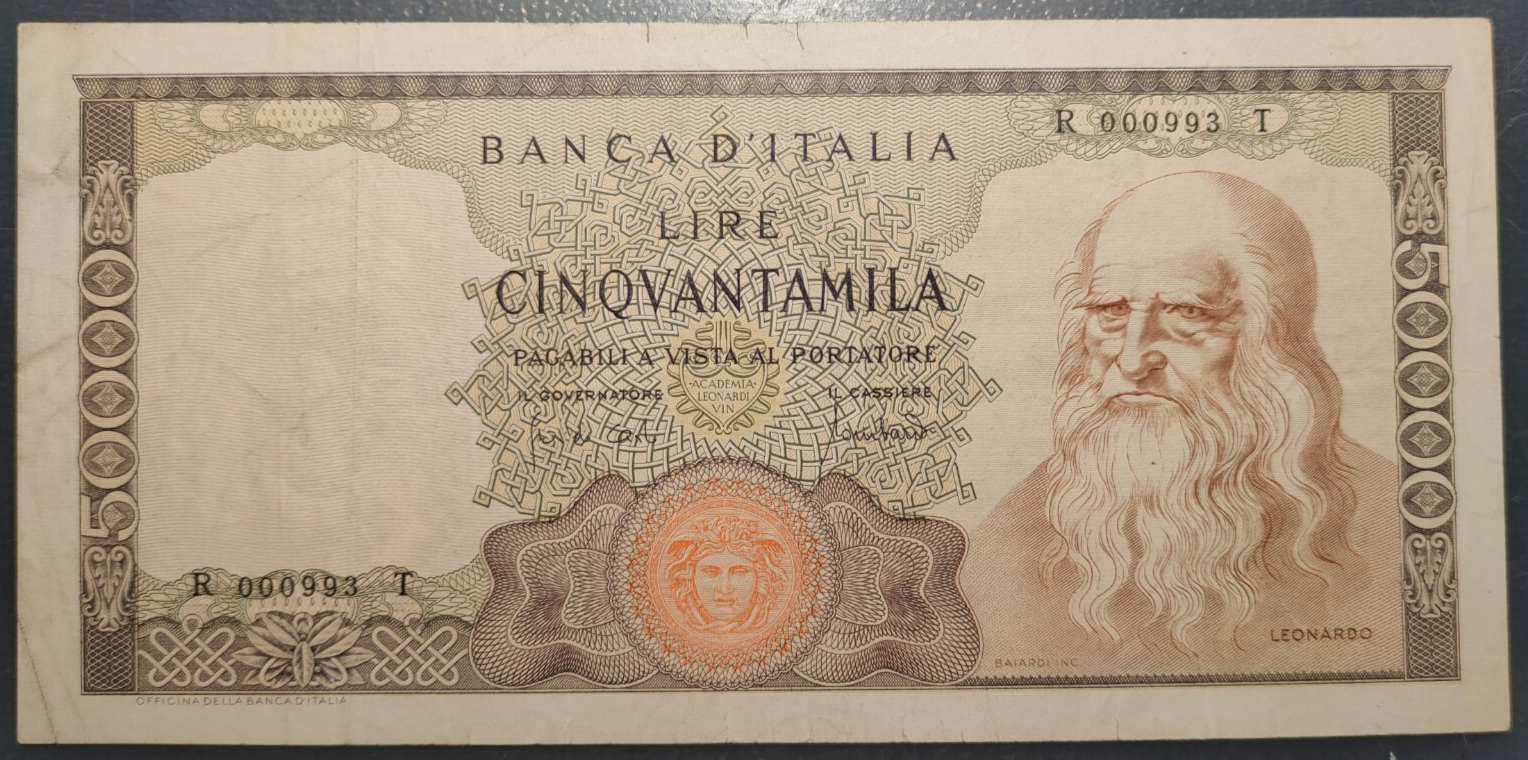 R 000993 T
BANCA D'ITALIA
LIRE
CINQVANTAMILA
PAGABILI A VISTA AL PORTATORE
IL GOVERNATORE
IL CASSIERE
·ACADEMIA·
LEONARDI
VIN
50000
50000
R 000993 T
LEONARDO
BAIARDI INC.
OFFICINA DELLA BANCA D'ITALIA